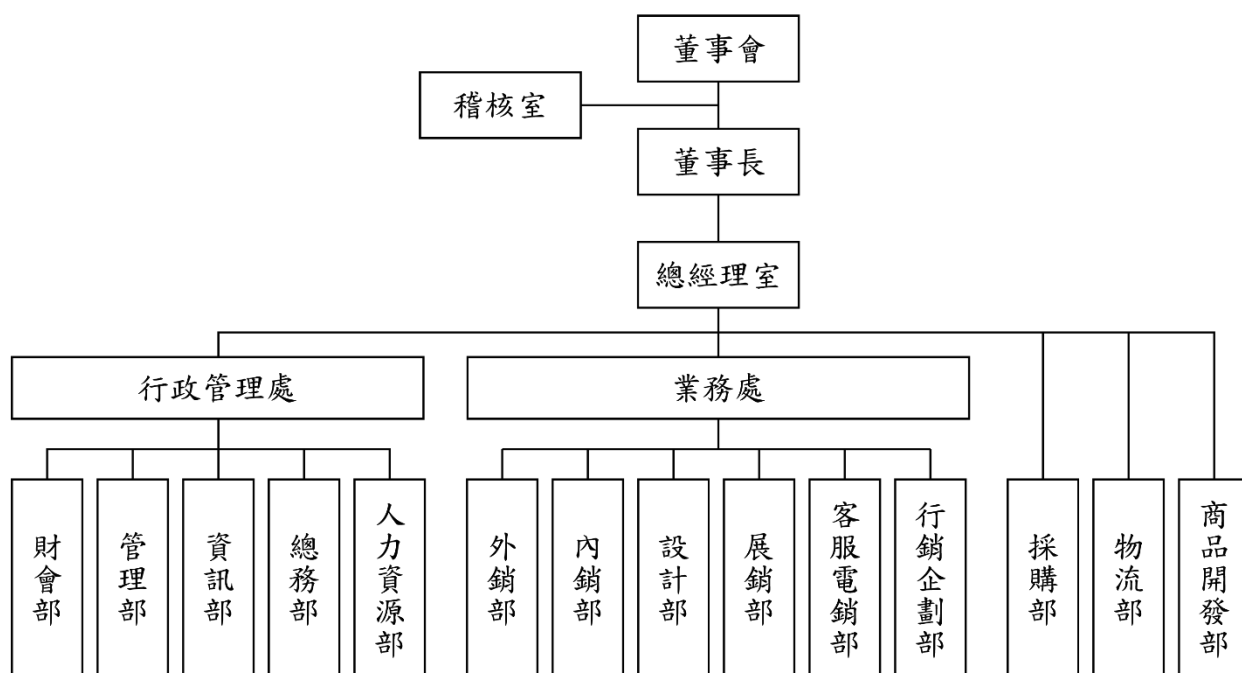 董事會
稽核室
董事長
總經理室
行政管理處
業務處
財會部
管理部
資訊部
總務部
人力資源部
外銷部
內銷部
設計部
展銷部
客服電銷部
行銷企劃部
採購部
物流部
商品開發部